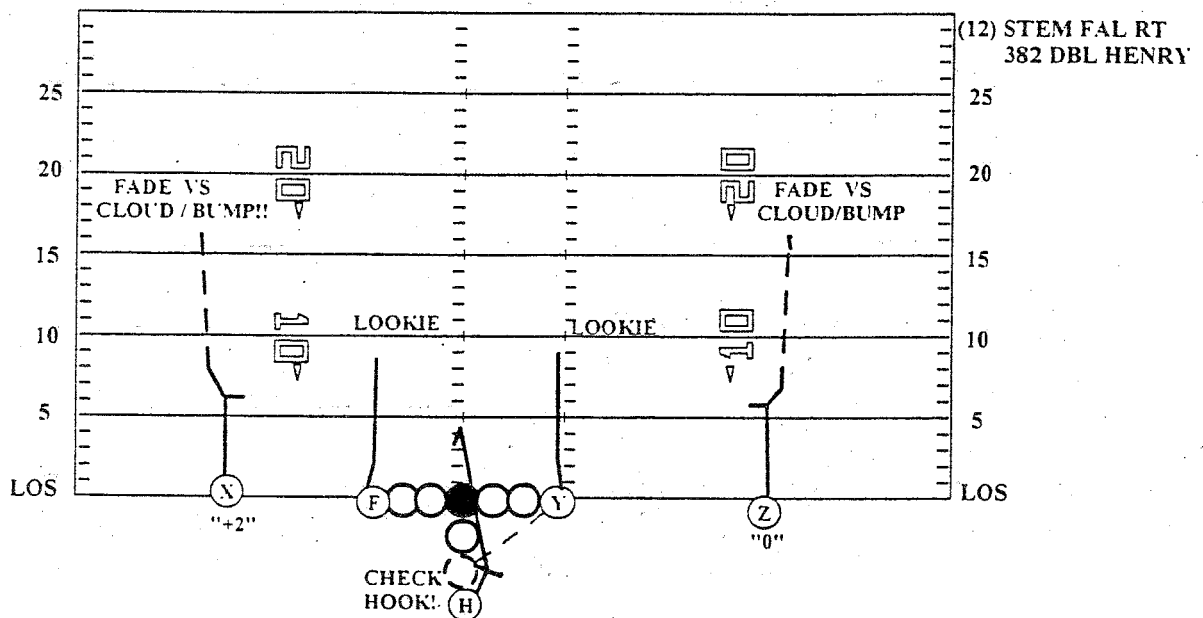 (12) STEM FAL RT
382 DBL HENRY
25
25
20
20
20
20
FADE VS
CLOUD / BUMP!!
FADE VS
CLOUD/BUMP
15
15
10
10
10
10
LOOKIE
LOOKIE
5
5
LOS
LOS
X
F
Y
Z
"+2"
"0"
CHECK
HOOK!
H